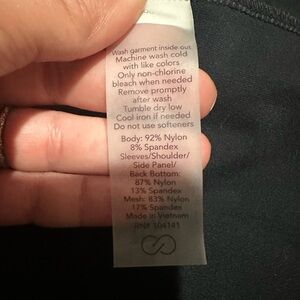 Wash garment inside out
Machine wash cold
with like colors
Only non-chlorine
bleach when needed
Remove promptly
after wash
Tumble dry low
Cool iron if needed
Do not use softeners
Body: 92% Nylon
8% Spandex
Sleeves/Shoulder/
Side Panel/
Back Bottom:
87% Nylon
13% Spandex
Mesh: 83% Nylon
17% Spandex
Made in Vietnam
RN# 104141